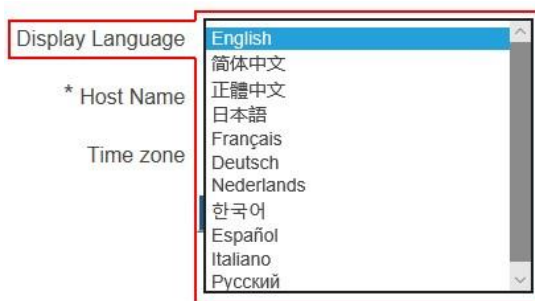 Display Language
* Host Name
Time zone
English
简体中文
正體中文
日本語
Français
Deutsch
Nederlands
한국어
Español
Italiano
Русский